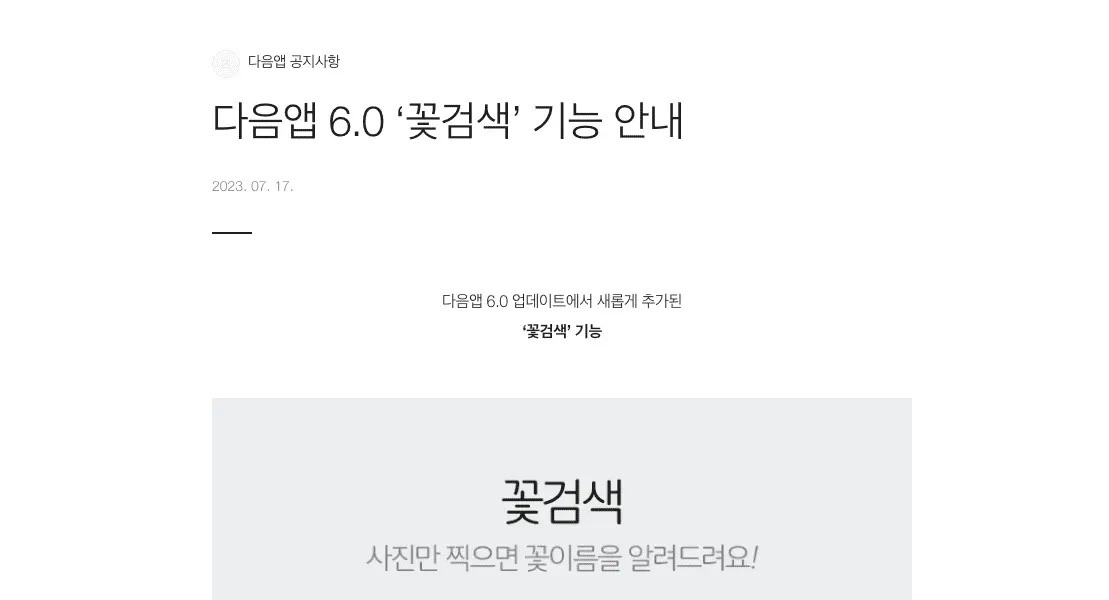 다음앱 공지사항
다음앱 6.0 ‘꽃검색’ 기능 안내
2023. 07. 17.
다음앱 6.0 업데이트에서 새롭게 추가된
‘꽃검색’ 기능
꽃검색
사진만 찍으면 꽃이름을 알려드려요!